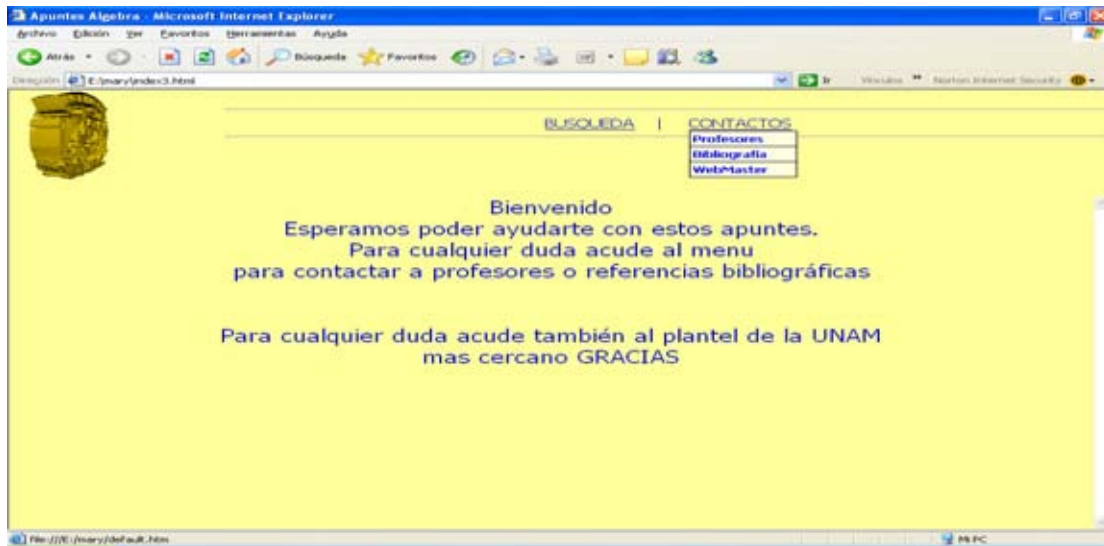 Apuntes Algebra - Microsoft Internet Explorer
Archivo Edición Ver Favoritos Herramientas Ayuda
Atrás Búsqueda Favoritos
Dirección E:\mary\index3.html Ir Vínculos Norton Internet Security
BUSQUEDA | CONTACTOS
Profesores
Bibliografia
WebMaster
Bienvenido
Esperamos poder ayudarte con estos apuntes.
Para cualquier duda acude al menu
para contactar a profesores o referencias bibliográficas
Para cualquier duda acude también al plantel de la UNAM
mas cercano GRACIAS
file:///E:/mary/default.htm Mi PC